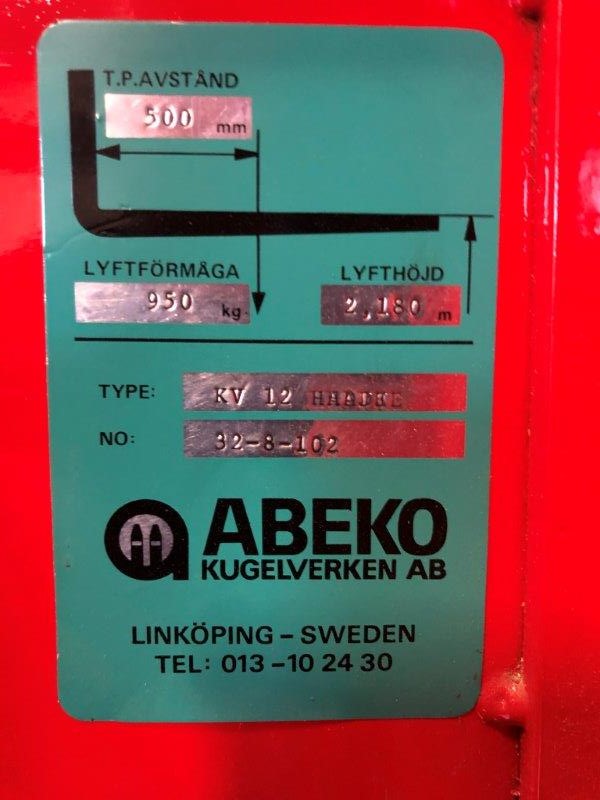 T.P.AVSTÅND
500 mm
LYFTFÖRMÅGA
950 kg.
LYFTHÖJD
2,180 m
TYPE: KV 12
NO: 32-8-102
ABEKO
KUGELVERKEN AB
LINKÖPING – SWEDEN
TEL: 013 – 10 24 30